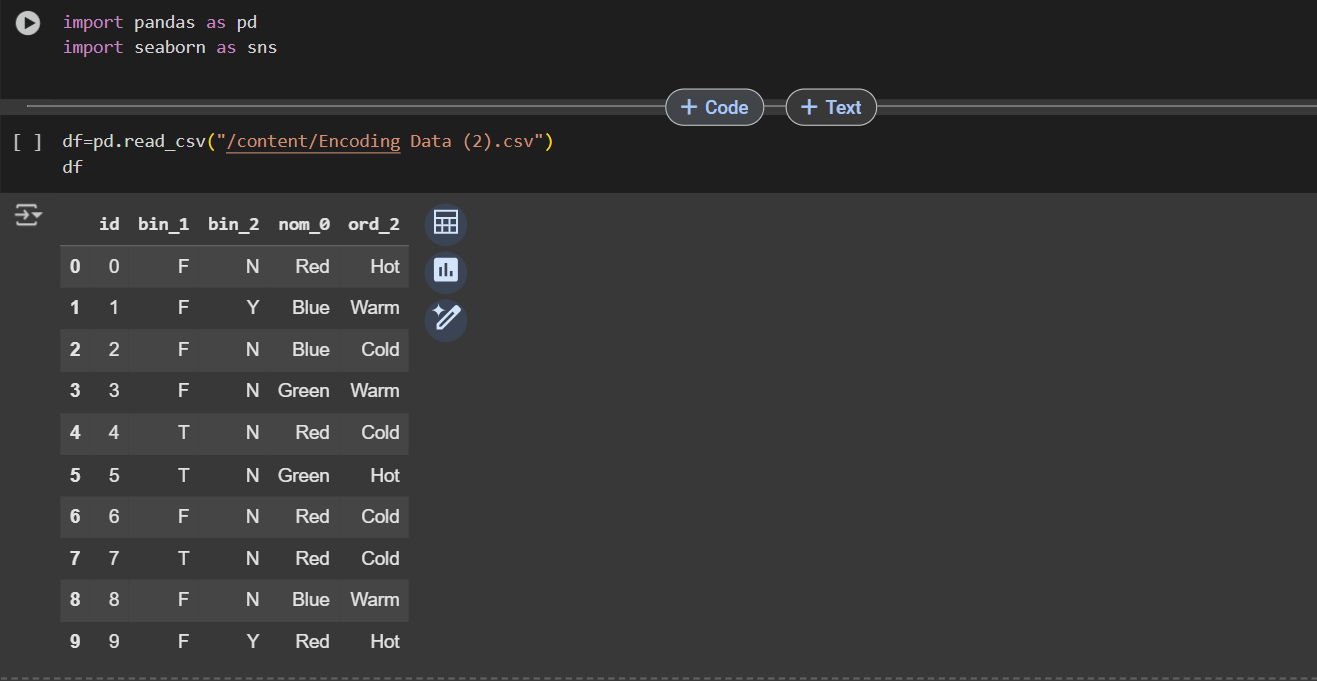 import pandas as pd
import seaborn as sns
+ Code + Text
[ ] df=pd.read_csv("/content/Encoding Data (2).csv")
df
id bin_1 bin_2 nom_0 ord_2
0 0 F N Red Hot
1 1 F Y Blue Warm
2 2 F N Blue Cold
3 3 F N Green Warm
4 4 T N Red Cold
5 5 T N Green Hot
6 6 F N Red Cold
7 7 T N Red Cold
8 8 F N Blue Warm
9 9 F Y Red Hot